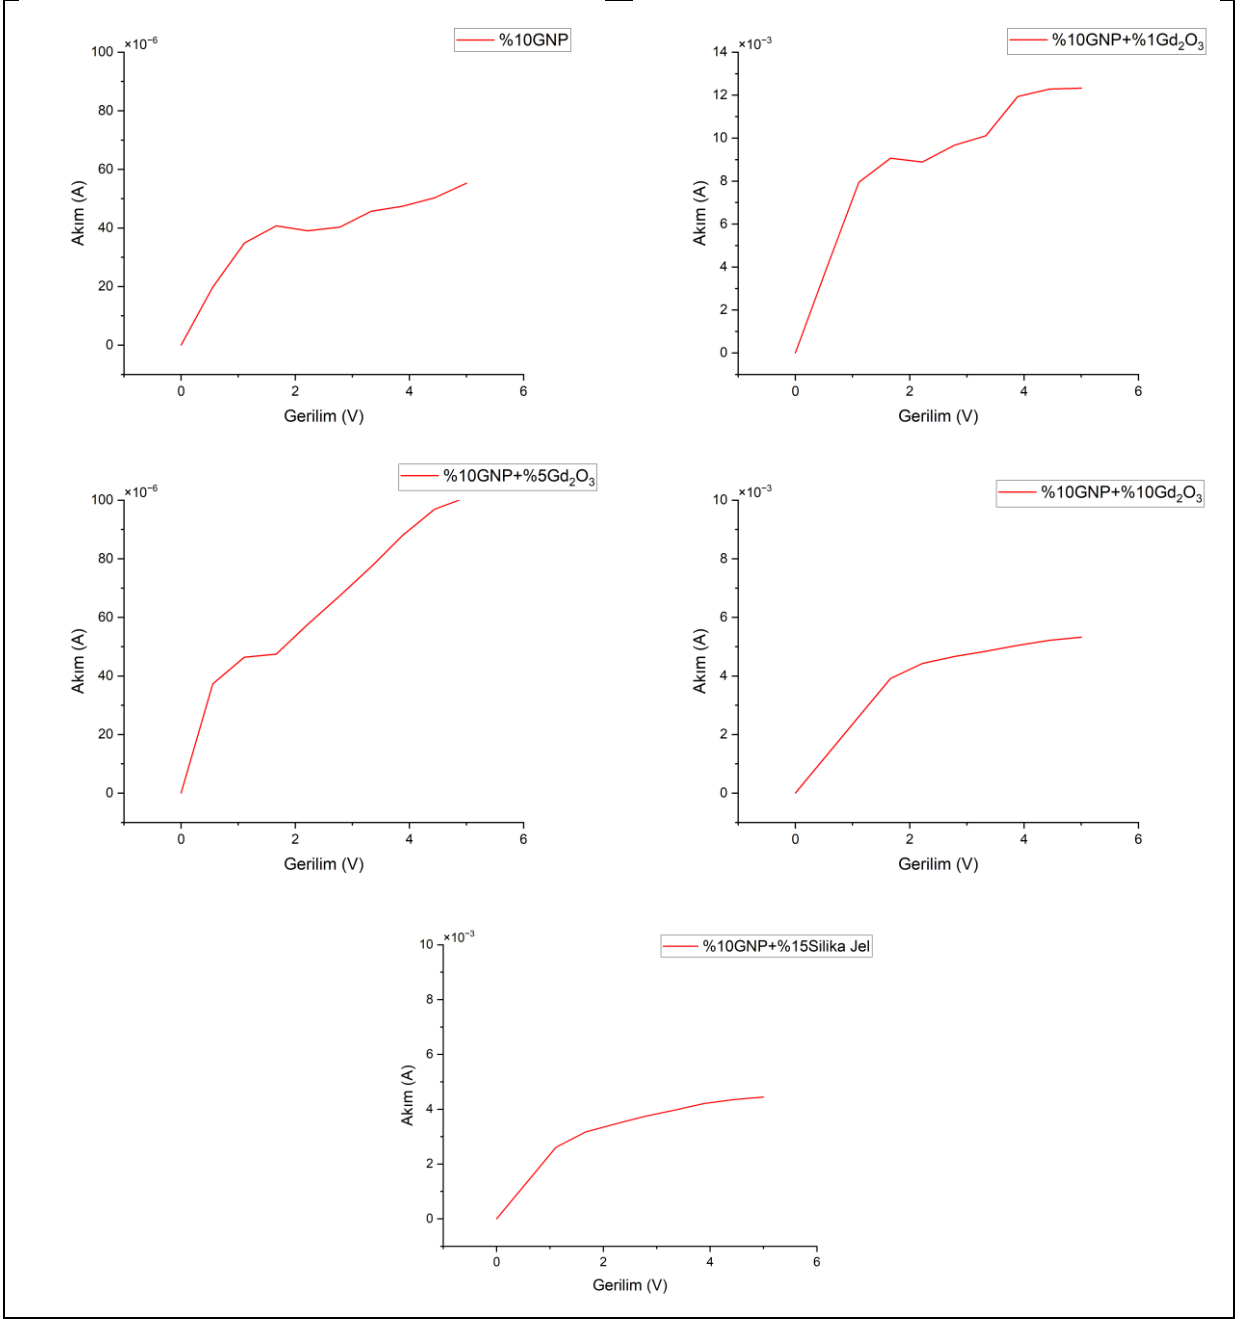 %10GNP
×10⁻⁶
100
80
60
40
20
0
Akım (A)
0 2 4 6
Gerilim (V)
%10GNP+%1Gd₂O₃
×10⁻³
14
12
10
8
6
4
2
0
Akım (A)
0 2 4 6
Gerilim (V)
%10GNP+%5Gd₂O₃
×10⁻⁶
100
80
60
40
20
0
Akım (A)
0 2 4 6
Gerilim (V)
%10GNP+%10Gd₂O₃
×10⁻³
10
8
6
4
2
0
Akım (A)
0 2 4 6
Gerilim (V)
%10GNP+%15Silika Jel
×10⁻³
10
8
6
4
2
0
Akım (A)
0 2 4 6
Gerilim (V)